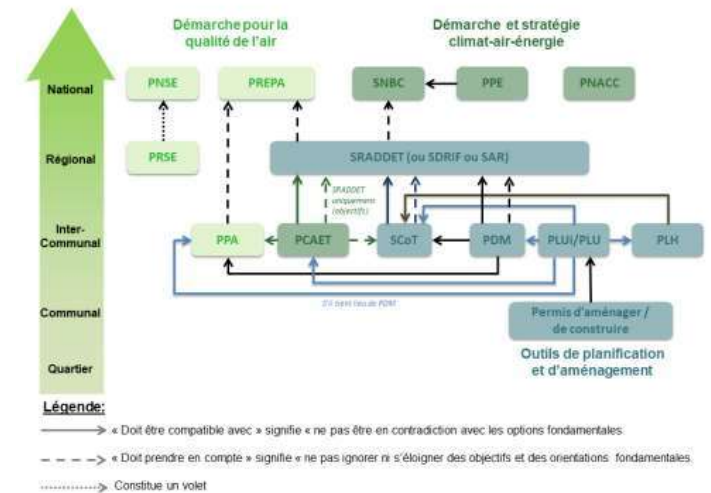 Démarche pour la
qualité de l'air
Démarche et stratégie
climat-air-énergie
National
PNSE
PREPA
SNBC
PPE
PNACC
Régional
PRSE
SRADDET (ou SDRIF ou SAR)
SRADDET
uniquement
(objectifs)
Inter-
Communal
PPA
PCAET
SCoT
PDM
PLUi/PLU
PLH
S'il tient lieu de PDM
Communal
Permis d'aménager /
de construire
Quartier
Outils de planification
et d'aménagement
Légende:
« Doit être compatible avec » signifie « ne pas être en contradiction avec les options fondamentales
« Doit prendre en compte » signifie « ne pas ignorer ni s'éloigner des objectifs et des orientations fondamentales
Constitue un volet